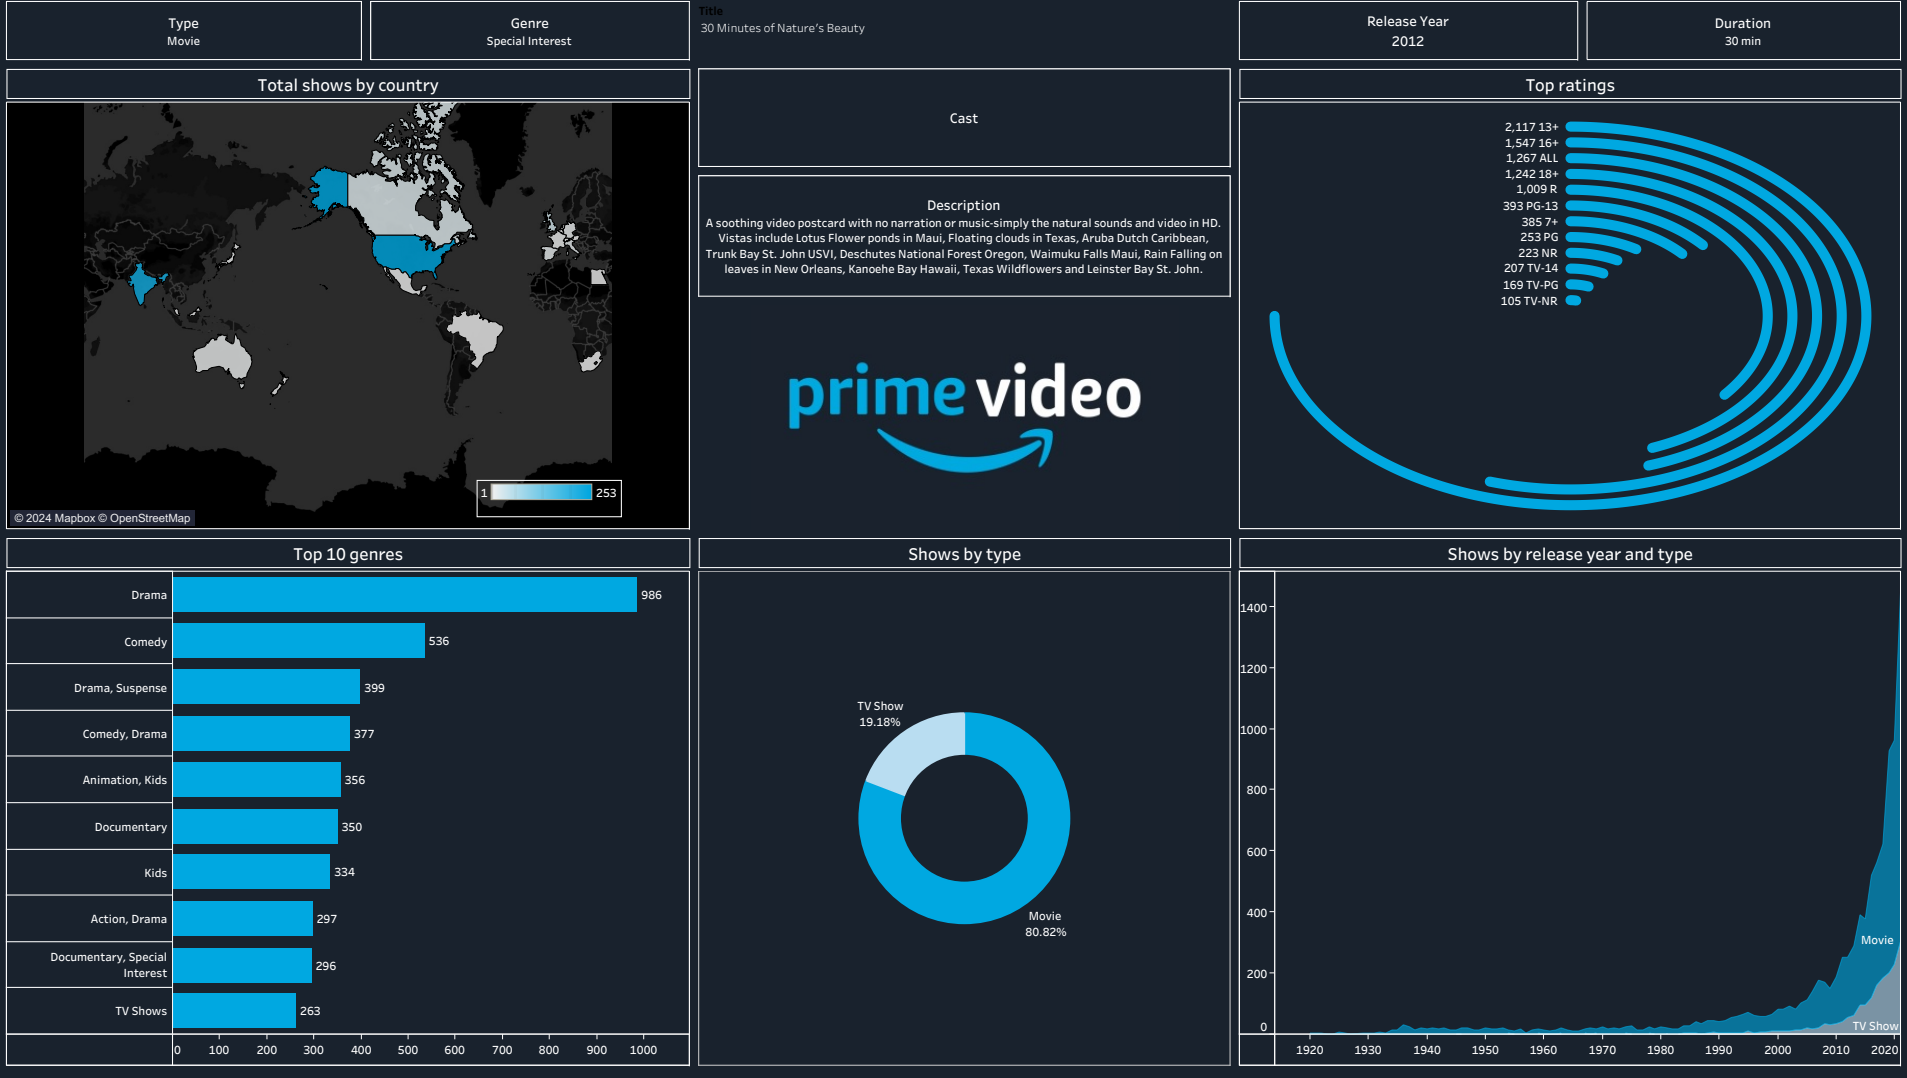 Type
Movie
Genre
Special Interest
Title
30 Minutes of Nature's Beauty
Release Year
2012
Duration
30 min
Total shows by country
© 2024 Mapbox © OpenStreetMap
1
253
Cast
Description
A soothing video postcard with no narration or music-simply the natural sounds and video in HD.
Vistas include Lotus Flower ponds in Maui, Floating clouds in Texas, Aruba Dutch Caribbean,
Trunk Bay St. John USVI, Deschutes National Forest Oregon, Waimuku Falls Maui, Rain Falling on
leaves in New Orleans, Kanoehe Bay Hawaii, Texas Wildflowers and Leinster Bay St. John.
prime video
Top ratings
2,117 13+
1,547 16+
1,267 ALL
1,242 18+
1,009 R
393 PG-13
385 7+
253 PG
223 NR
207 TV-14
169 TV-PG
105 TV-NR
Top 10 genres
Drama 986
Comedy 536
Drama, Suspense 399
Comedy, Drama 377
Animation, Kids 356
Documentary 350
Kids 334
Action, Drama 297
Documentary, Special
Interest 296
TV Shows 263
0 100 200 300 400 500 600 700 800 900 1000
Shows by type
TV Show
19.18%
Movie
80.82%
Shows by release year and type
1400
1200
1000
800
600
400
200
0
Movie
TV Show
1920 1930 1940 1950 1960 1970 1980 1990 2000 2010 2020